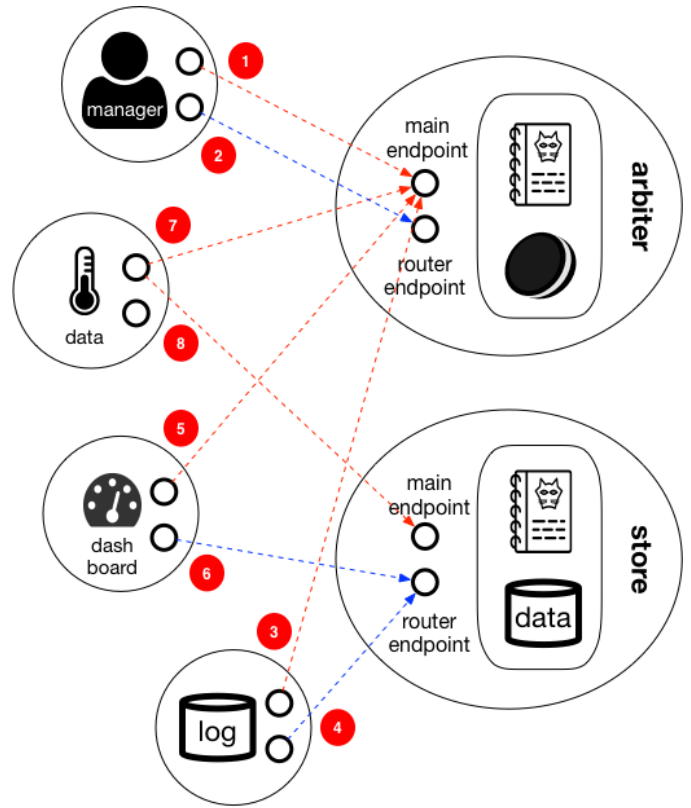 1
manager
2
main
endpoint
router
endpoint
arbiter
7
data
8
5
dash
board
6
main
endpoint
router
endpoint
data
store
3
log
4